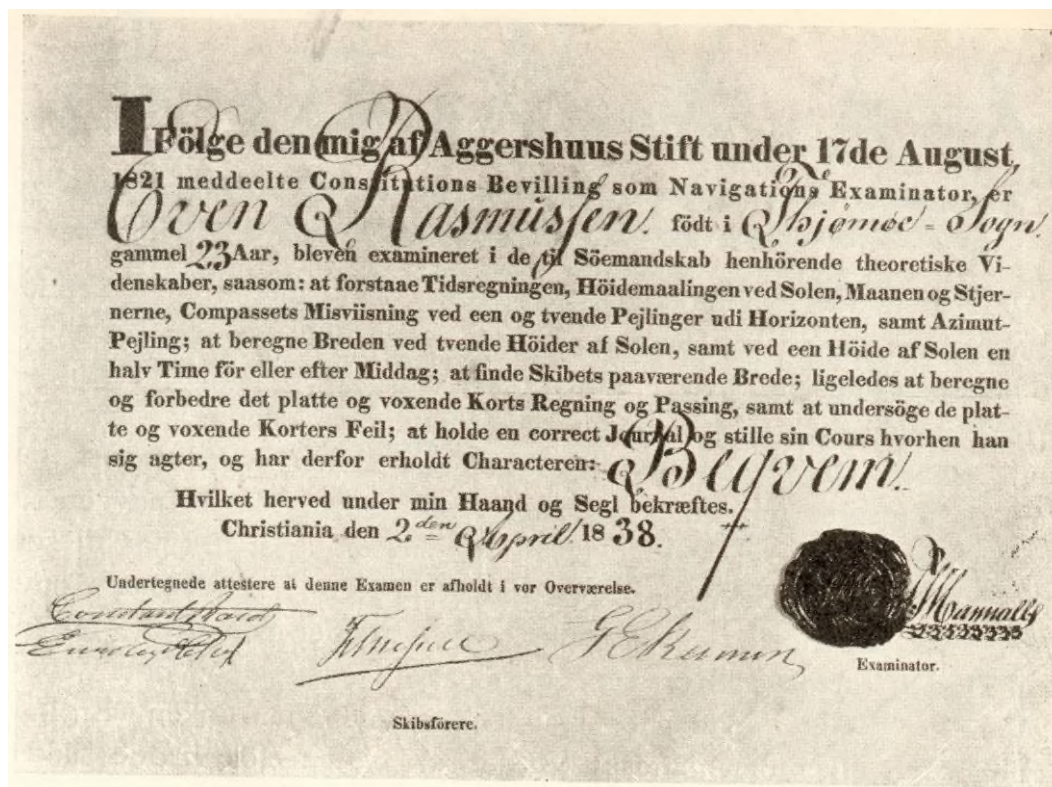 I Fölge den mig af Aggershuus Stift under 17de August
1821 meddeelte Constitutions Bevilling som Navigations Examinator, er
Even Rasmussen. födt i Skjømøe = Sogn.
gammel 23 Aar, bleven examineret i de til Söemandskab henhörende theoretiske Vi-
denskaber, saasom: at forstaae Tidsregningen, Höidemaalingen ved Solen, Maanen og Stjer-
nerne, Compassets Misviisning ved een og tvende Pejlinger udi Horizonten, samt Azimut-
Pejling; at beregne Breden ved tvende Höider af Solen, samt ved een Höide af Solen en
halv Time för eller efter Middag; at finde Skibets paaværende Brede; ligeledes at beregne
og forbedre det platte og voxende Korts Regning og Passing, samt at undersöge de plat-
te og voxende Korters Feil; at holde en correct Journal og stille sin Cours hvorhen han
sig agter, og har derfor erholdt Characteren: Beqvem.
Hvilket herved under min Haand og Segl bekræftes.
Christiania den 2.den April 1838.
Undertegnede attestere at denne Examen er afholdt i vor Overværelse.
Examinator.
Skibsförere.